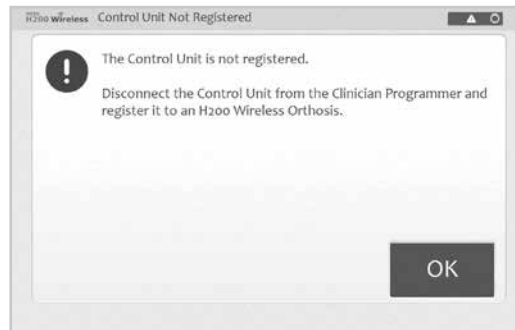 H200 Wireless Control Unit Not Registered
The Control Unit is not registered.
Disconnect the Control Unit from the Clinician Programmer and
register it to an H200 Wireless Orthosis.
OK